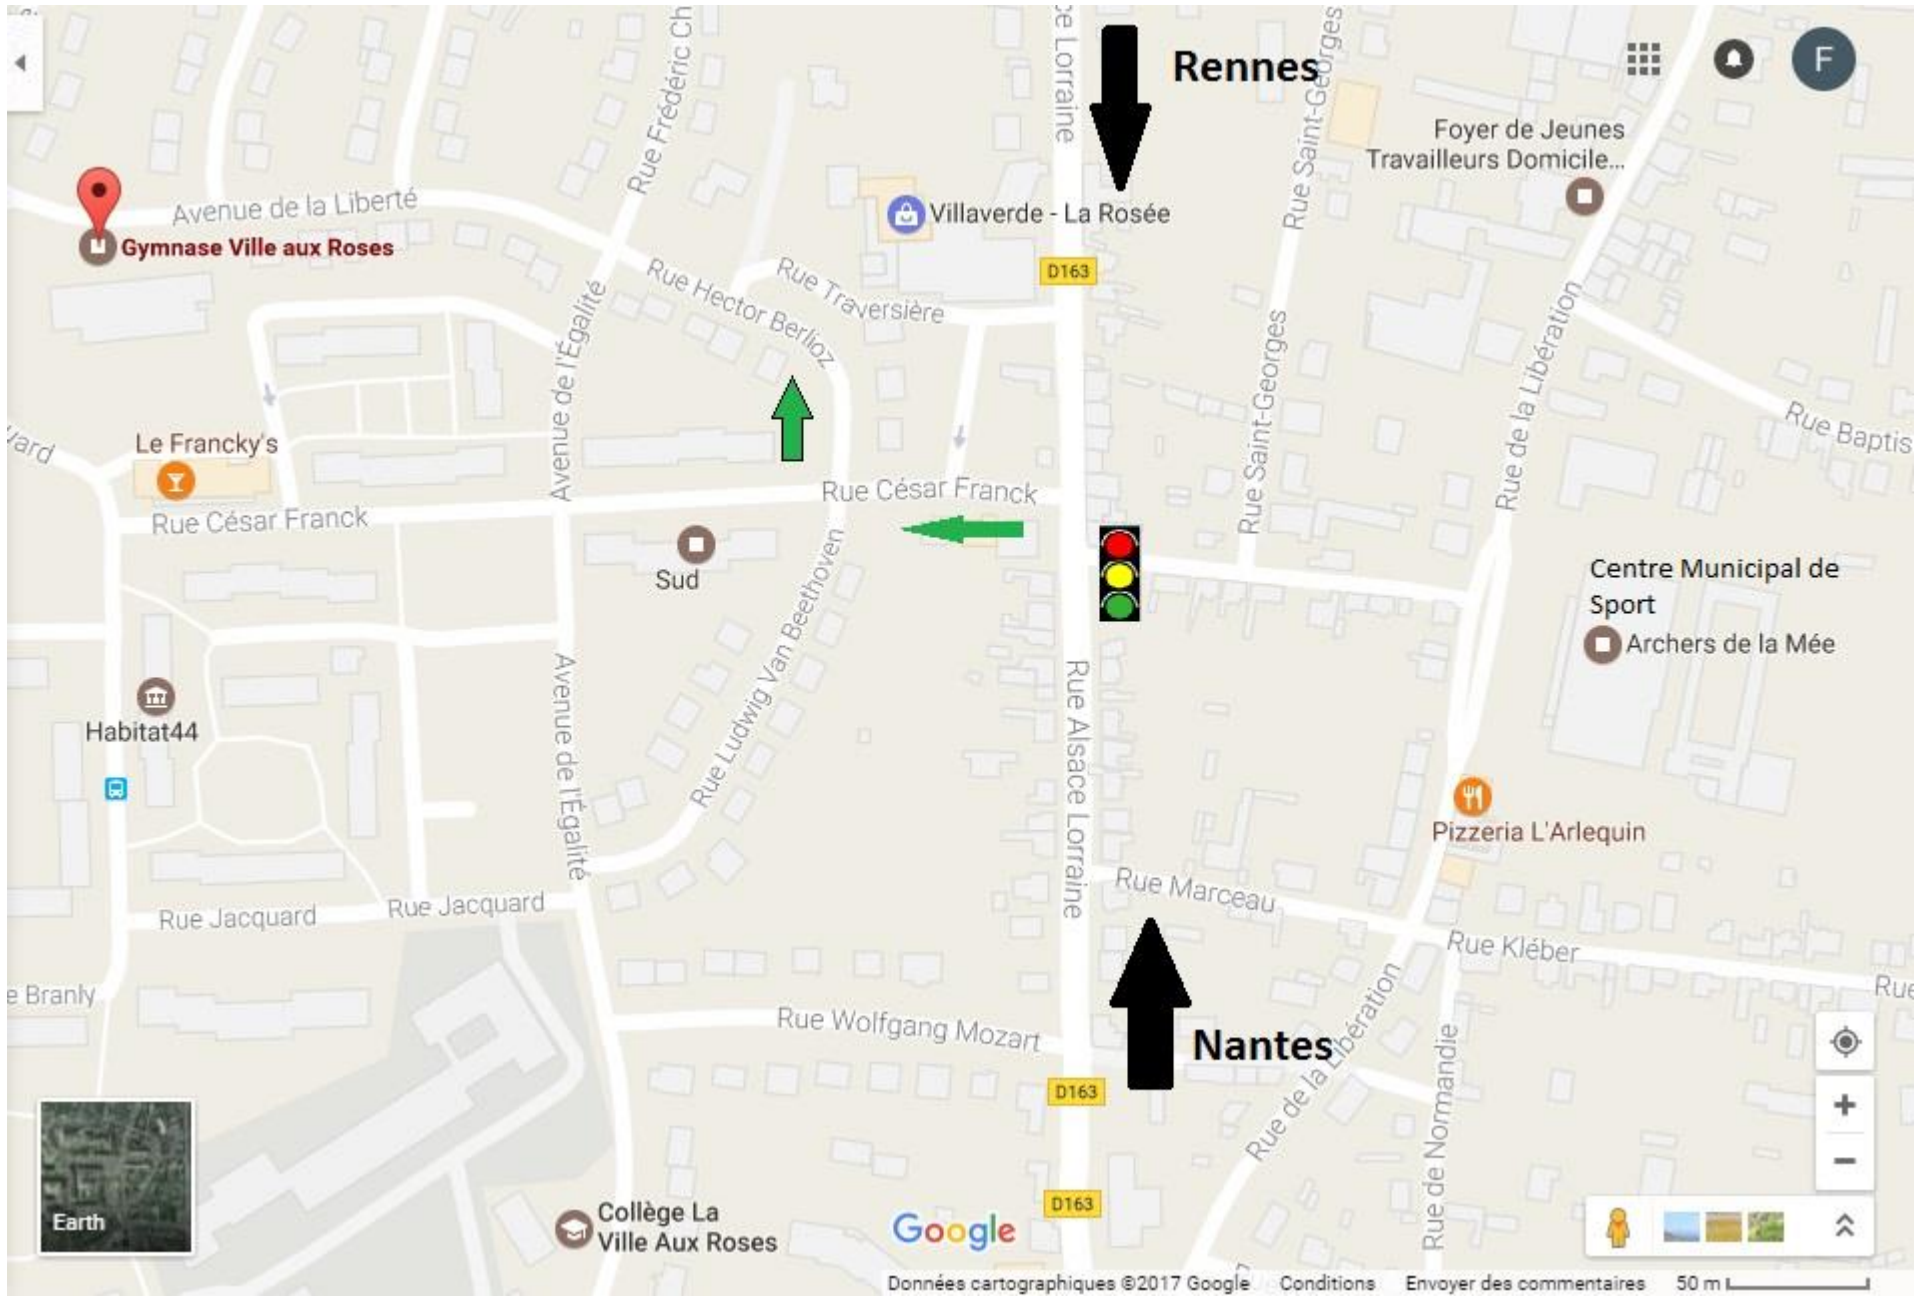 ce Lorraine
Rennes
Rue Saint-Georges
F
Rue Frédéric Ch
Foyer de Jeunes
Travailleurs Domicile...
Avenue de la Liberté
Villaverde - La Rosée
Gymnase Ville aux Roses
D163
Rue Hector Berlioz
Rue Traversière
Avenue de l'Égalité
Rue Saint-Georges
Rue de la Libération
Rue Baptis
uard
Le Francky's
Rue César Franck
Rue César Franck
Sud
Rue Ludwig Van Beethoven
Centre Municipal de
Sport
Archers de la Mée
Habitat44
Avenue de l'Égalité
Rue Alsace Lorraine
Pizzeria L'Arlequin
Rue Marceau
Rue Jacquard
Rue Jacquard
Rue Kléber
Rue
e Branly
Rue Wolfgang Mozart
Nantes
Rue de la Libération
Rue de Normandie
D163
Earth
Collège La
Ville Aux Roses
Google
D163
Données cartographiques ©2017 Google Conditions Envoyer des commentaires 50 m